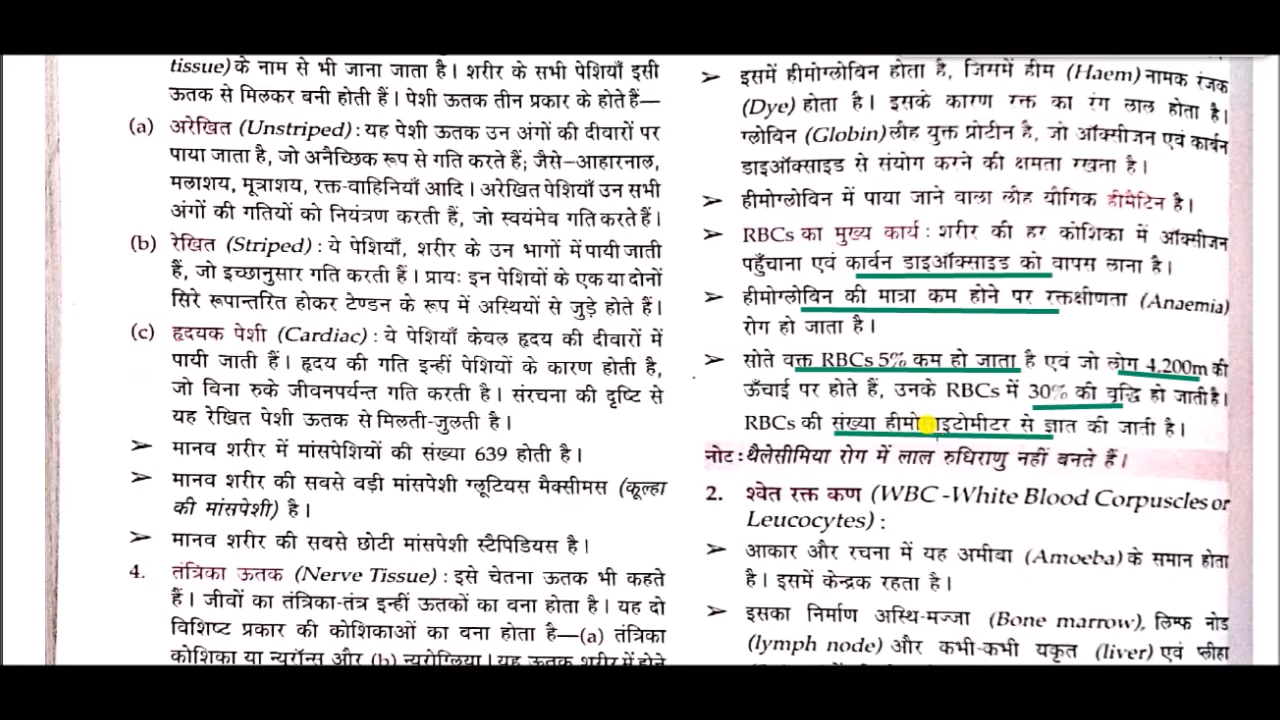 tissue) के नाम से भी जाना जाता है। शरीर के सभी पेशियाँ इसी
ऊतक से मिलकर बनी होती हैं। पेशी ऊतक तीन प्रकार के होते हैं—
(a) अरेखित (Unstriped) : यह पेशी ऊतक उन अंगों की दीवारों पर
पाया जाता है, जो अनैच्छिक रूप से गति करते हैं; जैसे–आहारनाल,
मलाशय, मूत्राशय, रक्त-वाहिनियाँ आदि। अरेखित पेशियाँ उन सभी
अंगों की गतियों को नियंत्रण करती हैं, जो स्वयंमेव गति करते हैं।
(b) रेखित (Striped) : ये पेशियाँ, शरीर के उन भागों में पायी जाती
हैं, जो इच्छानुसार गति करती हैं। प्रायः इन पेशियों के एक या दोनों
सिरे रूपान्तरित होकर टेण्डन के रूप में अस्थियों से जुड़े होते हैं।
(c) हृदयक पेशी (Cardiac) : ये पेशियाँ केवल हृदय की दीवारों में
पायी जाती हैं। हृदय की गति इन्हीं पेशियों के कारण होती है,
जो बिना रुके जीवनपर्यन्त गति करती है। संरचना की दृष्टि से
यह रेखित पेशी ऊतक से मिलती-जुलती है।
➢ मानव शरीर में मांसपेशियों की संख्या 639 होती है।
➢ मानव शरीर की सबसे बड़ी मांसपेशी ग्लूटियस मैक्सीमस (कूल्हा
की मांसपेशी) है।
➢ मानव शरीर की सबसे छोटी मांसपेशी स्टैपिडियस है।
4. तंत्रिका ऊतक (Nerve Tissue) : इसे चेतना ऊतक भी कहते
हैं। जीवों का तंत्रिका-तंत्र इन्हीं ऊतकों का बना होता है। यह दो
विशिष्ट प्रकार की कोशिकाओं का बना होता है—(a) तंत्रिका
कोशिका या न्यूरॉन्स और (b) न्यूरोग्लिया। यह ऊतक शरीर में होने
➢ इसमें हीमोग्लोबिन होता है, जिसमें हीम (Haem) नामक रंजक
(Dye) होता है। इसके कारण रक्त का रंग लाल होता है।
ग्लोबिन (Globin) लौह युक्त प्रोटीन है, जो ऑक्सीजन एवं कार्बन
डाइऑक्साइड से संयोग करने की क्षमता रखता है।
➢ हीमोग्लोबिन में पाया जाने वाला लौह यौगिक हीमैटिन है।
➢ RBCs का मुख्य कार्य : शरीर की हर कोशिका में ऑक्सीजन
पहुँचाना एवं कार्बन डाइऑक्साइड को वापस लाना है।
➢ हीमोग्लोबिन की मात्रा कम होने पर रक्तक्षीणता (Anaemia)
रोग हो जाता है।
➢ सोते वक्त RBCs 5% कम हो जाता है एवं जो लोग 4,200m की
ऊँचाई पर होते हैं, उनके RBCs में 30% की वृद्धि हो जाती है।
RBCs की संख्या हीमोसाइटोमीटर से ज्ञात की जाती है।
नोट : थैलेसीमिया रोग में लाल रुधिराणु नहीं बनते हैं।
2. श्वेत रक्त कण (WBC -White Blood Corpuscles or
Leucocytes) :
➢ आकार और रचना में यह अमीबा (Amoeba) के समान होता
है। इसमें केन्द्रक रहता है।
➢ इसका निर्माण अस्थि-मज्जा (Bone marrow), लिम्फ नोड
(lymph node) और कभी-कभी यकृत (liver) एवं प्लीहा